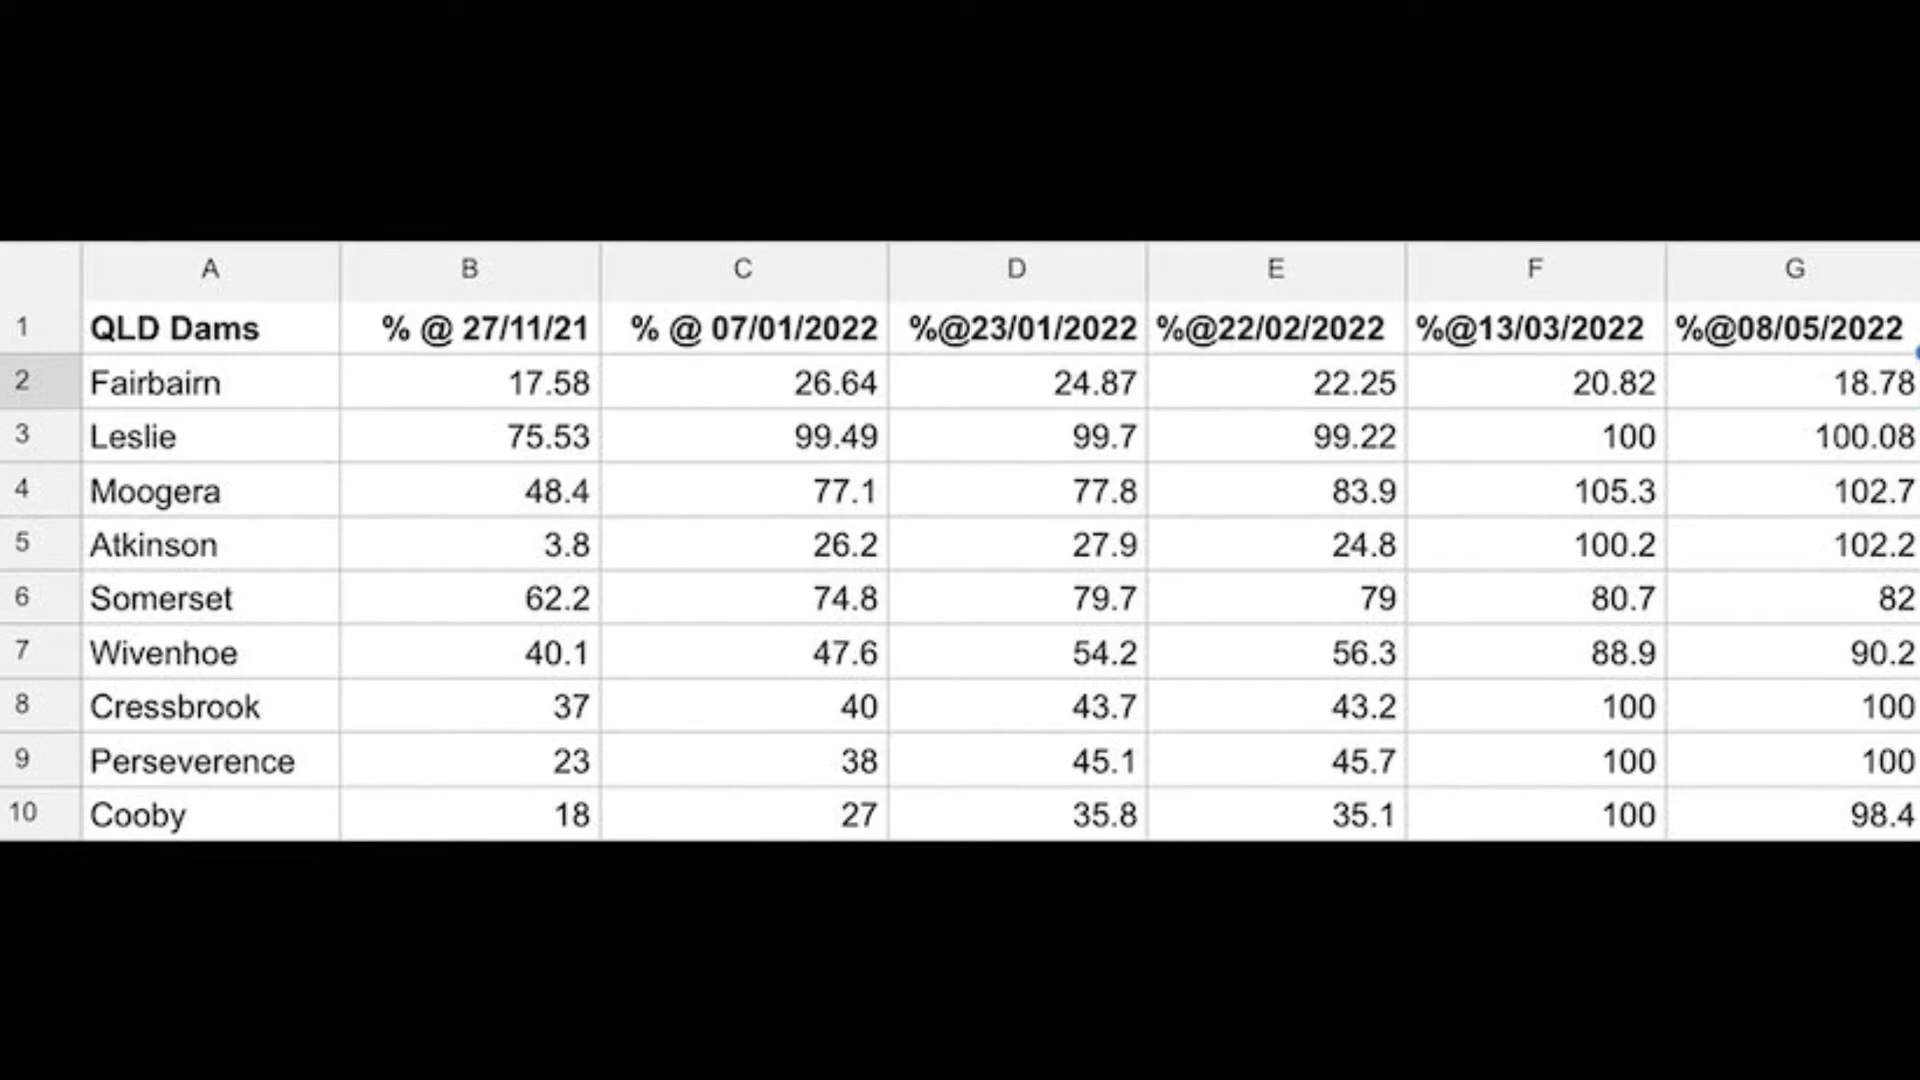 A B C D E F G
1 QLD Dams % @ 27/11/21 % @ 07/01/2022 %@23/01/2022 %@22/02/2022 %@13/03/2022 %@08/05/2022
2 Fairbairn 17.58 26.64 24.87 22.25 20.82 18.78
3 Leslie 75.53 99.49 99.7 99.22 100 100.08
4 Moogera 48.4 77.1 77.8 83.9 105.3 102.7
5 Atkinson 3.8 26.2 27.9 24.8 100.2 102.2
6 Somerset 62.2 74.8 79.7 79 80.7 82
7 Wivenhoe 40.1 47.6 54.2 56.3 88.9 90.2
8 Cressbrook 37 40 43.7 43.2 100 100
9 Perseverence 23 38 45.1 45.7 100 100
10 Cooby 18 27 35.8 35.1 100 98.4